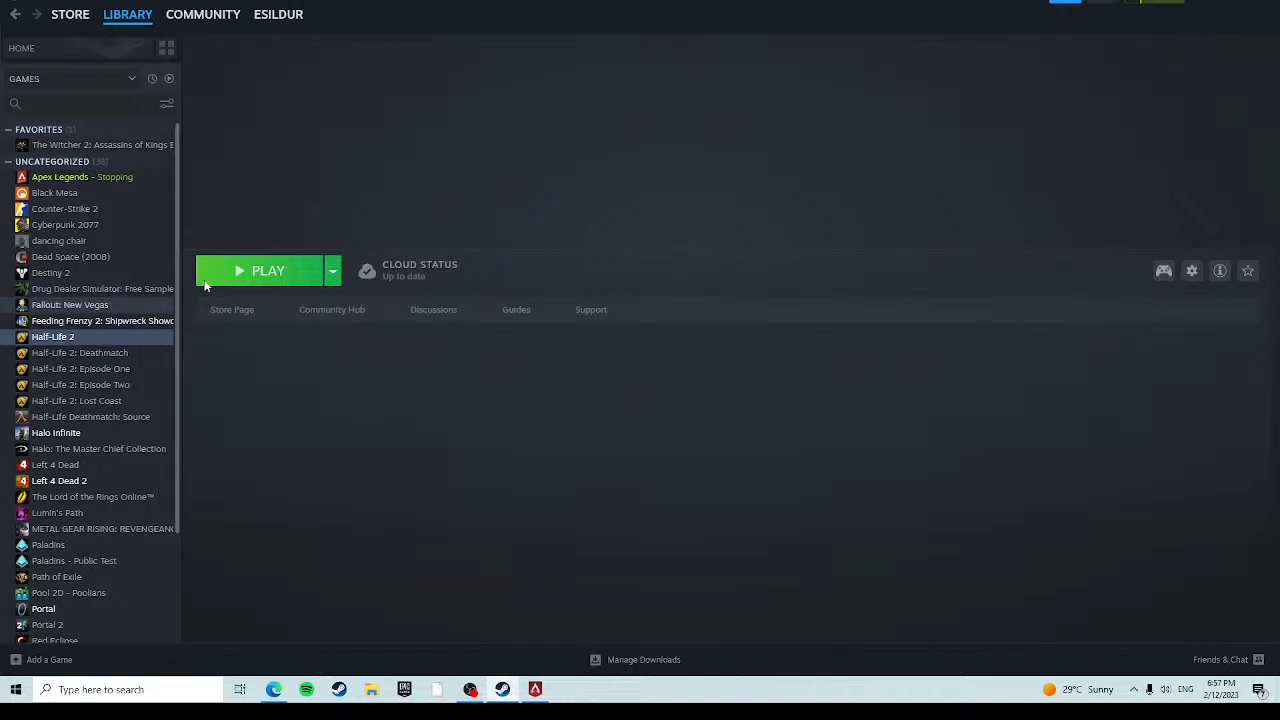 STORE LIBRARY COMMUNITY ESILDUR
HOME
GAMES
FAVORITES (1)
The Witcher 2: Assassins of Kings E
UNCATEGORIZED (38)
Apex Legends - Stopping
Black Mesa
Counter-Strike 2
Cyberpunk 2077
dancing chair
Dead Space (2008)
Destiny 2
Drug Dealer Simulator: Free Sample
Fallout: New Vegas
Feeding Frenzy 2: Shipwreck Showd
Half-Life 2
Half-Life 2: Deathmatch
Half-Life 2: Episode One
Half-Life 2: Episode Two
Half-Life 2: Lost Coast
Half-Life Deathmatch: Source
Halo Infinite
Halo: The Master Chief Collection
Left 4 Dead
Left 4 Dead 2
The Lord of the Rings Online™
Lumin's Path
METAL GEAR RISING: REVENGEAN
Paladins
Paladins - Public Test
Path of Exile
Pool 2D - Poolians
Portal
Portal 2
Red Eclipse
PLAY
CLOUD STATUS
Up to date
Store Page Community Hub Discussions Guides Support
Add a Game Manage Downloads Friends & Chat
Type here to search
29°C Sunny
ENG
6:57 PM
2/12/2023